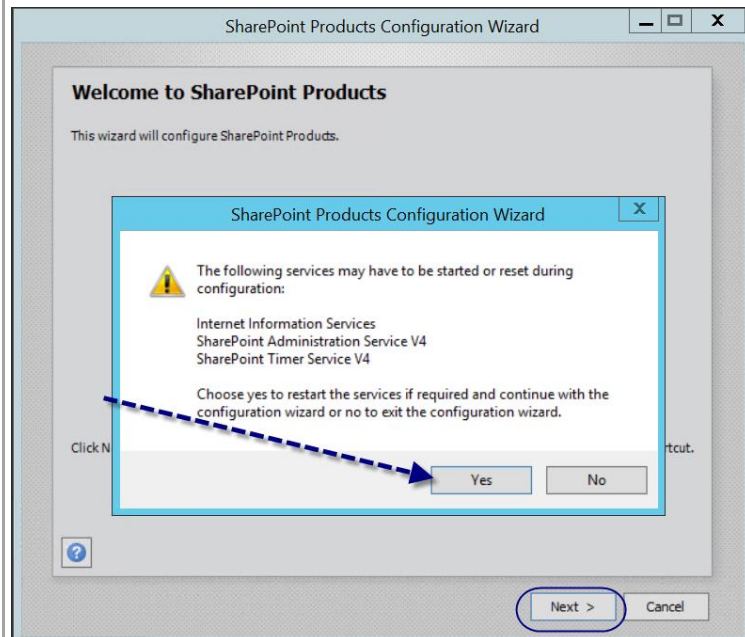 SharePoint Products Configuration Wizard
X
Welcome to SharePoint Products
This wizard will configure SharePoint Products.
SharePoint Products Configuration Wizard
X
The following services may have to be started or reset during
configuration:
Internet Information Services
SharePoint Administration Service V4
SharePoint Timer Service V4
Choose yes to restart the services if required and continue with the
configuration wizard or no to exit the configuration wizard.
Click N
rtcut.
Yes
No
?
Next >
Cancel